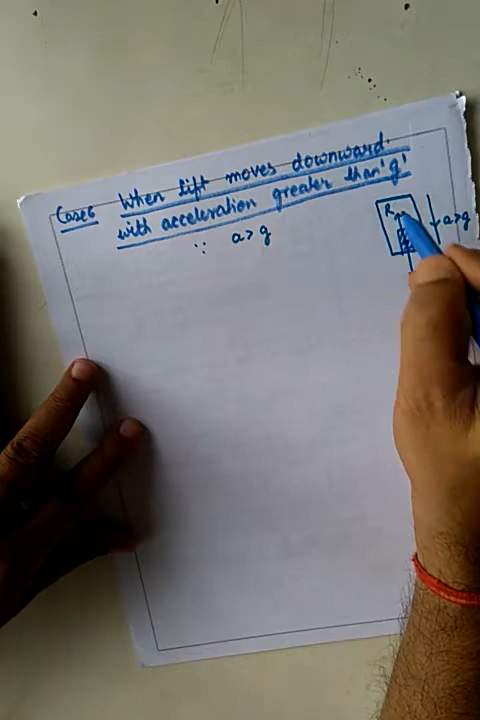 Case6 When lift moves downward
with acceleration greater than 'g'
∵ a > g
R
a>g